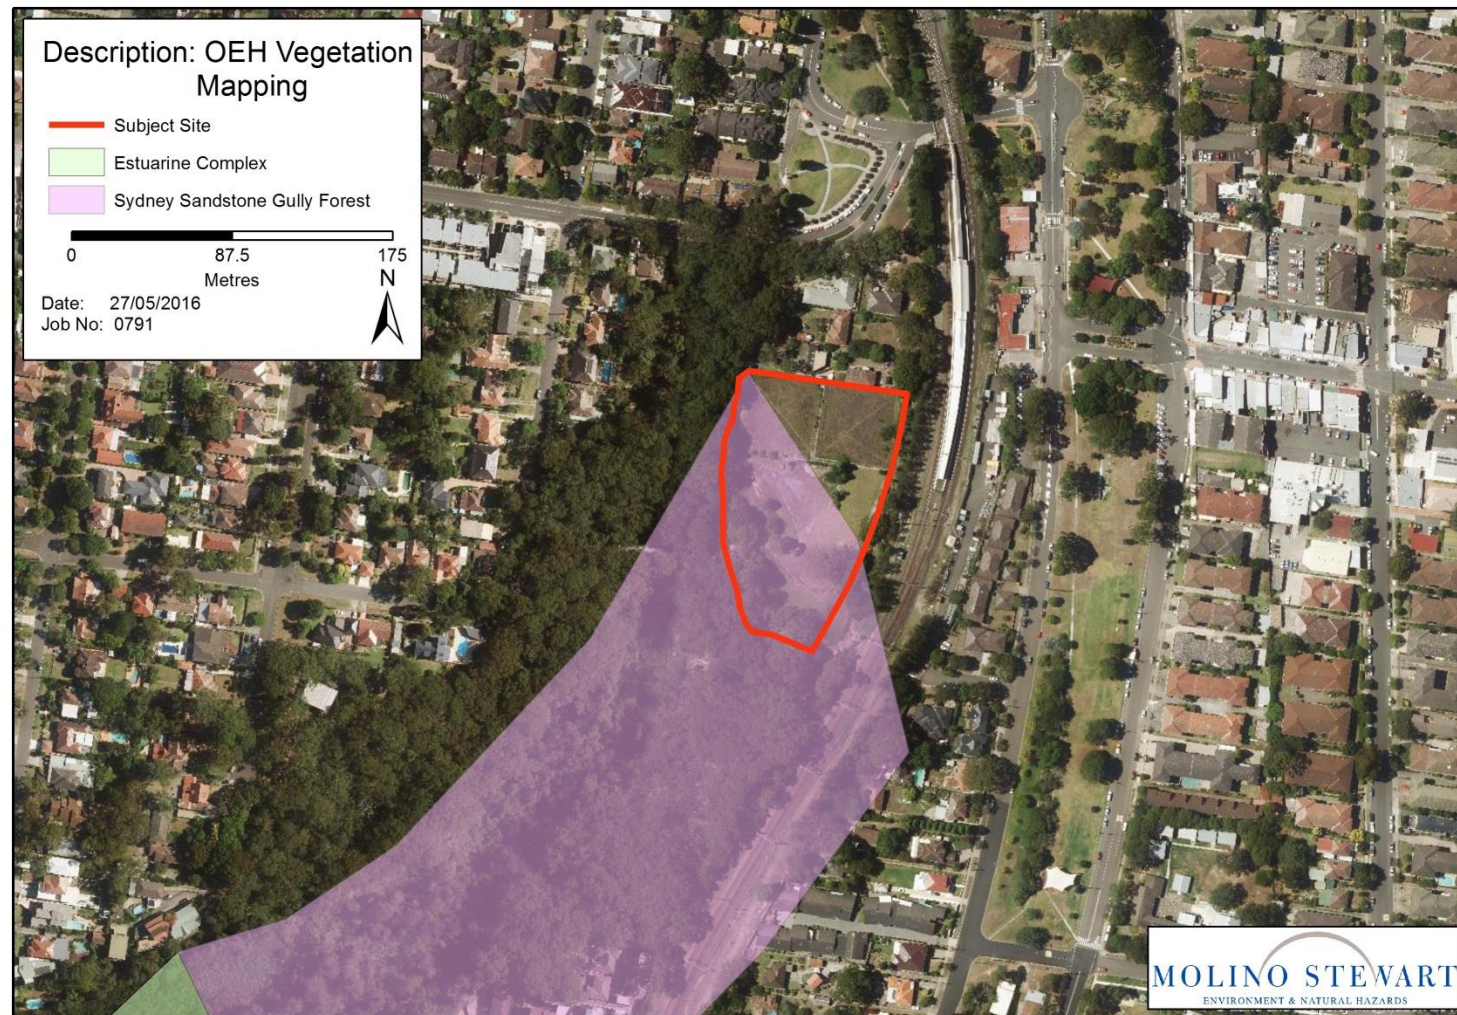 Description: OEH Vegetation
Mapping
Subject Site
Estuarine Complex
Sydney Sandstone Gully Forest
0 87.5 175
Metres
N
Date: 27/05/2016
Job No: 0791
MOLINO STEWART
ENVIRONMENT & NATURAL HAZARDS